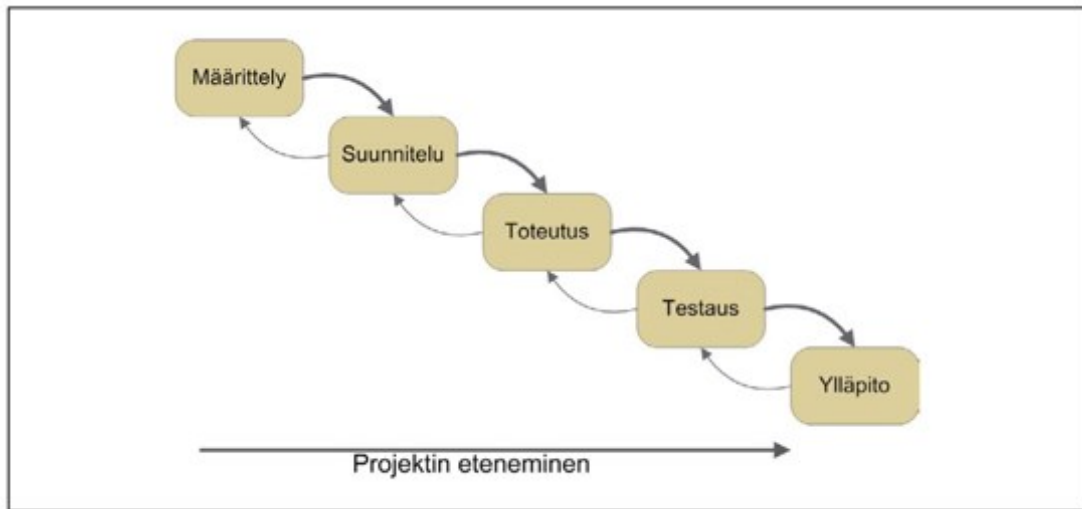 Määrittely
Suunnitelu
Toteutus
Testaus
Ylläpito
Projektin eteneminen